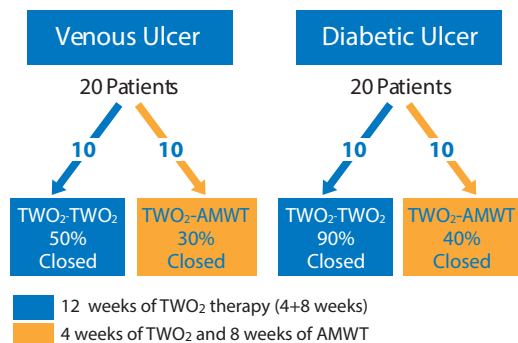 Venous Ulcer
Diabetic Ulcer
20 Patients
20 Patients
10
10
10
10
TWO₂-TWO₂
50%
Closed
TWO₂-AMWT
30%
Closed
TWO₂-TWO₂
90%
Closed
TWO₂-AMWT
40%
Closed
12 weeks of TWO₂ therapy (4+8 weeks)
4 weeks of TWO₂ and 8 weeks of AMWT